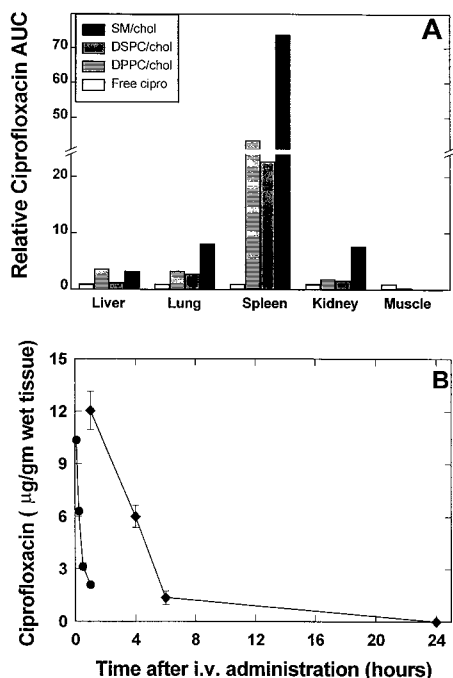 A
SM/chol
DSPC/chol
DPPC/chol
Free cipro
Relative Ciprofloxacin AUC
80
70
60
50
20
10
0
Liver Lung Spleen Kidney Muscle
B
Ciprofloxacin ( μg/gm wet tissue)
15
12
9
6
3
0
0 4 8 12 16 20 24
Time after i.v. administration (hours)